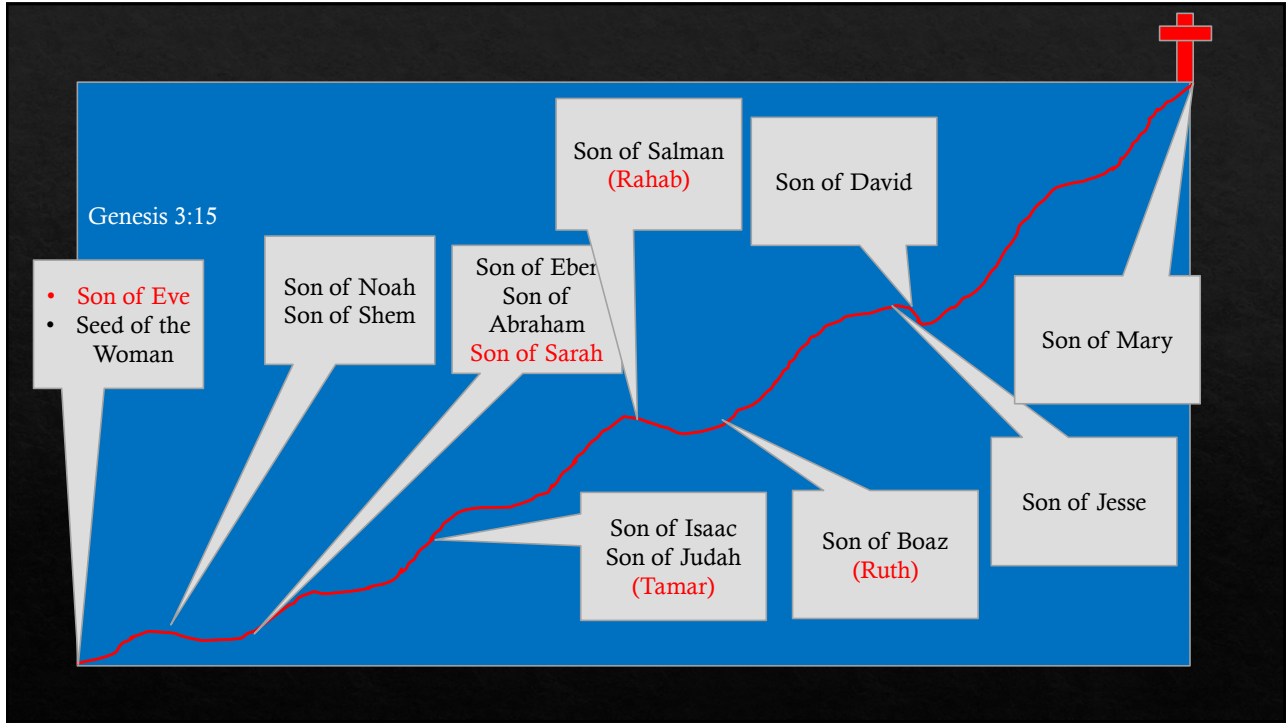 Genesis 3:15
• Son of Eve
• Seed of the
Woman
Son of Noah
Son of Shem
Son of Eber
Son of
Abraham
Son of Sarah
Son of Salman
(Rahab)
Son of David
Son of Mary
Son of Isaac
Son of Judah
(Tamar)
Son of Boaz
(Ruth)
Son of Jesse